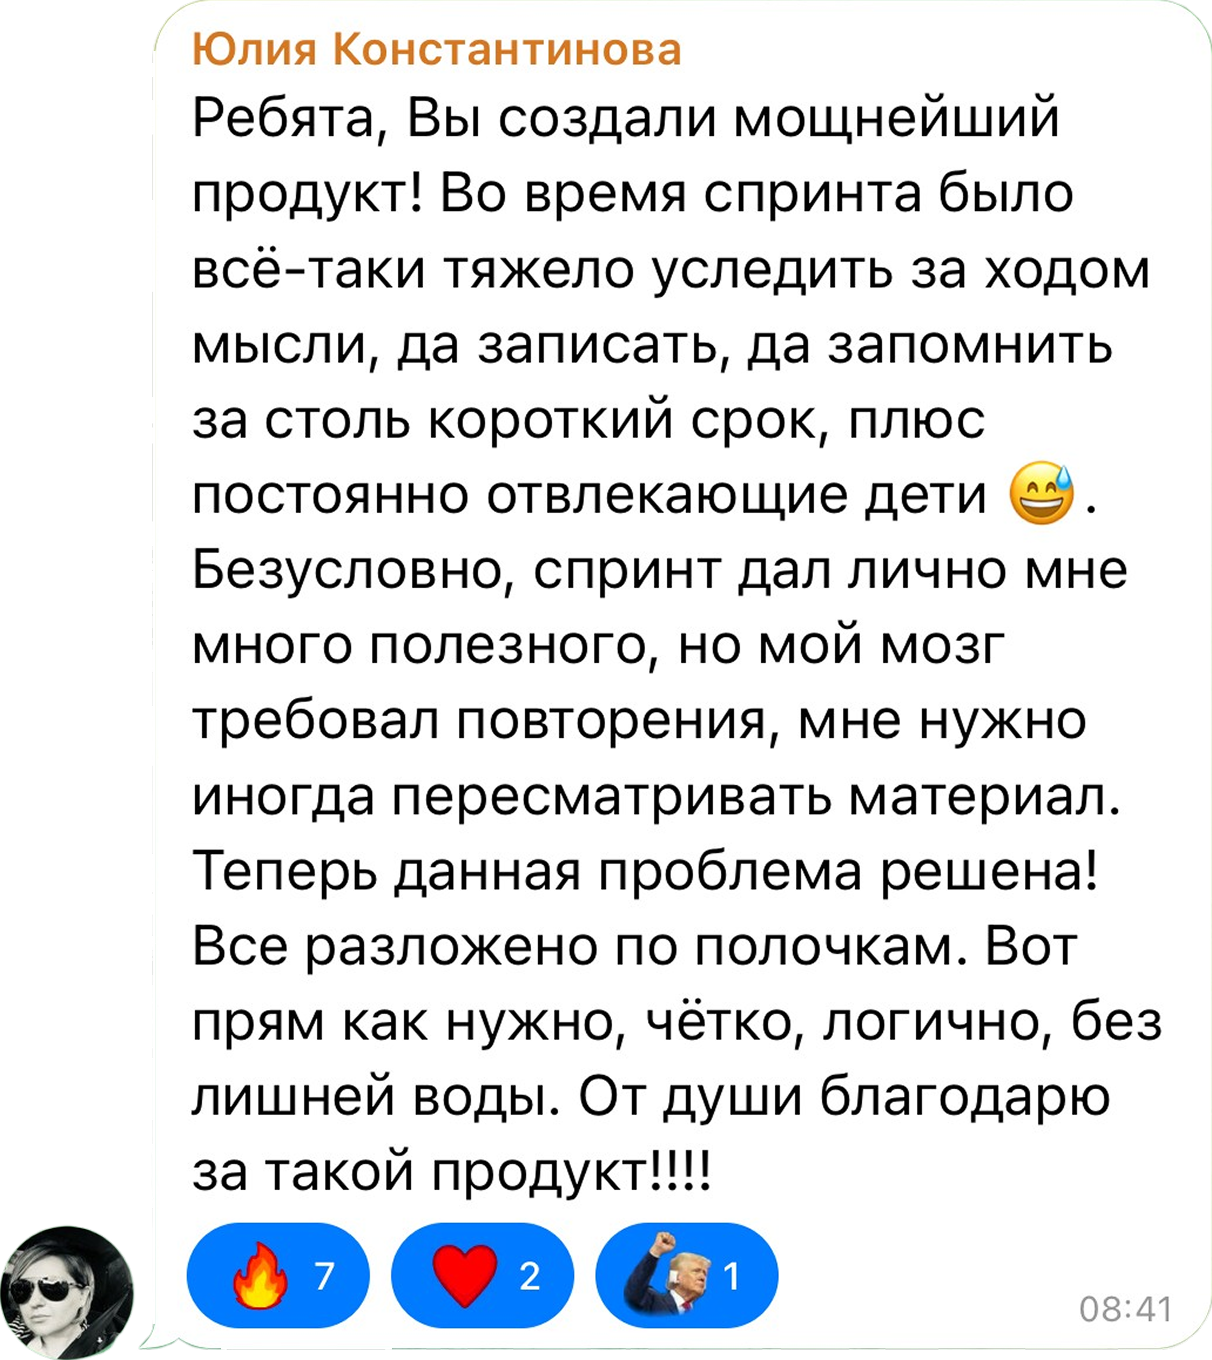 Юлия Константинова
Ребята, Вы создали мощнейший
продукт! Во время спринта было
всё-таки тяжело уследить за ходом
мысли, да записать, да запомнить
за столь короткий срок, плюс
постоянно отвлекающие дети 😅.
Безусловно, спринт дал лично мне
много полезного, но мой мозг
требовал повторения, мне нужно
иногда пересматривать материал.
Теперь данная проблема решена!
Все разложено по полочкам. Вот
прям как нужно, чётко, логично, без
лишней воды. От души благодарю
за такой продукт!!!!
7 2 1
08:41